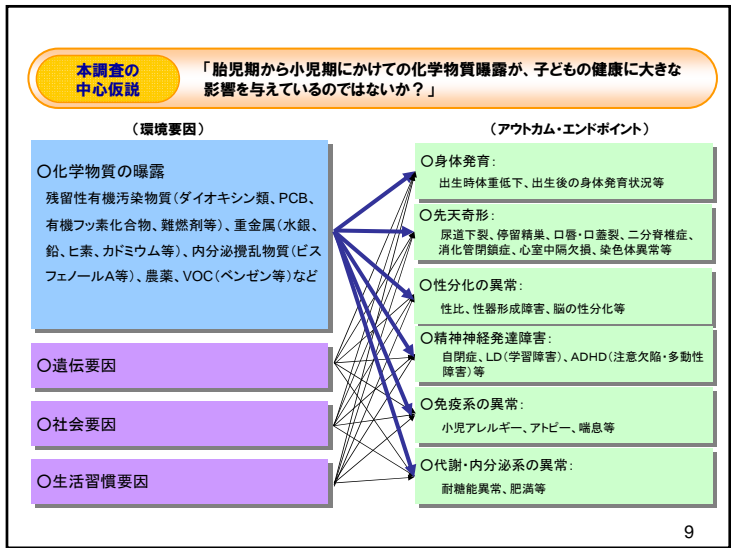 本調査の
中心仮説
「胎児期から小児期にかけての化学物質曝露が、子どもの健康に大きな
影響を与えているのではないか？」
（環境要因）
○化学物質の曝露
残留性有機汚染物質（ダイオキシン類、PCB、
有機フッ素化合物、難燃剤等）、重金属（水銀、
鉛、ヒ素、カドミウム等）、内分泌攪乱物質（ビス
フェノールA等）、農薬、VOC（ベンゼン等）など
○遺伝要因
○社会要因
○生活習慣要因
（アウトカム・エンドポイント）
○身体発育：
出生時体重低下、出生後の身体発育状況等
○先天奇形：
尿道下裂、停留精巣、口唇・口蓋裂、二分脊椎症、
消化管閉鎖症、心室中隔欠損、染色体異常等
○性分化の異常：
性比、性器形成障害、脳の性分化等
○精神神経発達障害：
自閉症、LD（学習障害）、ADHD（注意欠陥・多動性
障害）等
○免疫系の異常：
小児アレルギー、アトピー、喘息等
○代謝・内分泌系の異常：
耐糖能異常、肥満等
9